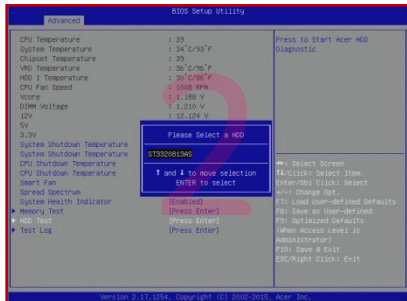 BIOS Setup Utility
Advanced
CPU Temperature : 39
System Temperature : 34°C/93°F
Chipset Temperature : 39
VRD Temperature : 36°C/96°F
HDD 1 Temperature : 30°C/86°F
CPU Fan Speed : 1008 RPM
Vcore : 1.188 V
DIMM Voltage : 1.210 V
12V : 12.124 V
5V
3.3V
System Shutdown Temperature
System Shutdown Temperature
CPU Shutdown Temperature
CPU Shutdown Temperature
Smart Fan
Spread Spectrum
System Health Indicator [Enabled]
Memory Test [Press Enter]
HDD Test [Press Enter]
Test Log [Press Enter]
Please Select a HDD
ST3320813AS
↑ and ↓ to move selection
ENTER to select
2
Press to Start Acer HDD
Diagnostic
↔: Select Screen
↑↓/Click: Select Item
Enter/Dbl Click: Select
+/-: Change Opt.
F7: Load User-defined Defaults
F8: Save as User-defined
F9: Optimized Defaults
(When Access Level is
Administrator)
F10: Save & Exit
ESC/Right Click: Exit
Version 2.17.1254. Copyright (C) 2002-2015, Acer Inc.